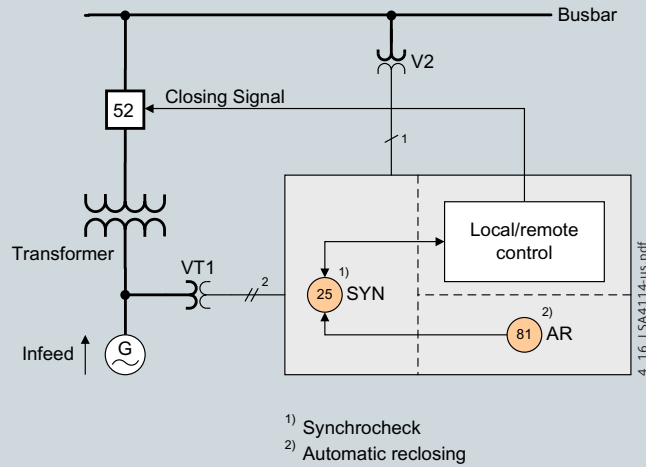 Busbar
V2
52
Closing Signal
1
Local/remote
control
Transformer
VT1
2
1)
25 SYN
2)
81 AR
Infeed
G
4_16_LSA4114-us.pdf
1) Synchrocheck
2) Automatic reclosing